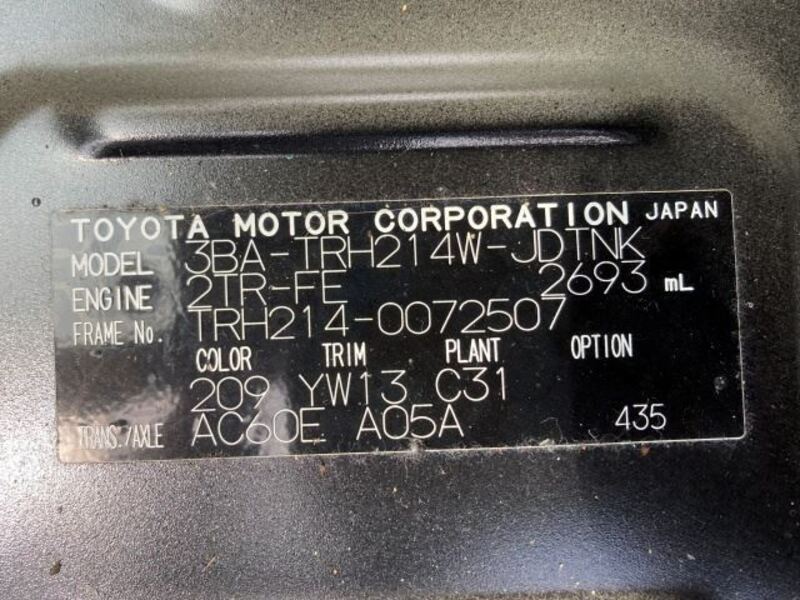 TOYOTA MOTOR CORPORATION JAPAN
MODEL 3BA-TRH214W-JDTNK
ENGINE 2TR-FE 2693 mL
FRAME No. TRH214-0072507
COLOR TRIM PLANT OPTION
209 YW13 C31
TRANS./AXLE AC60E A05A 435